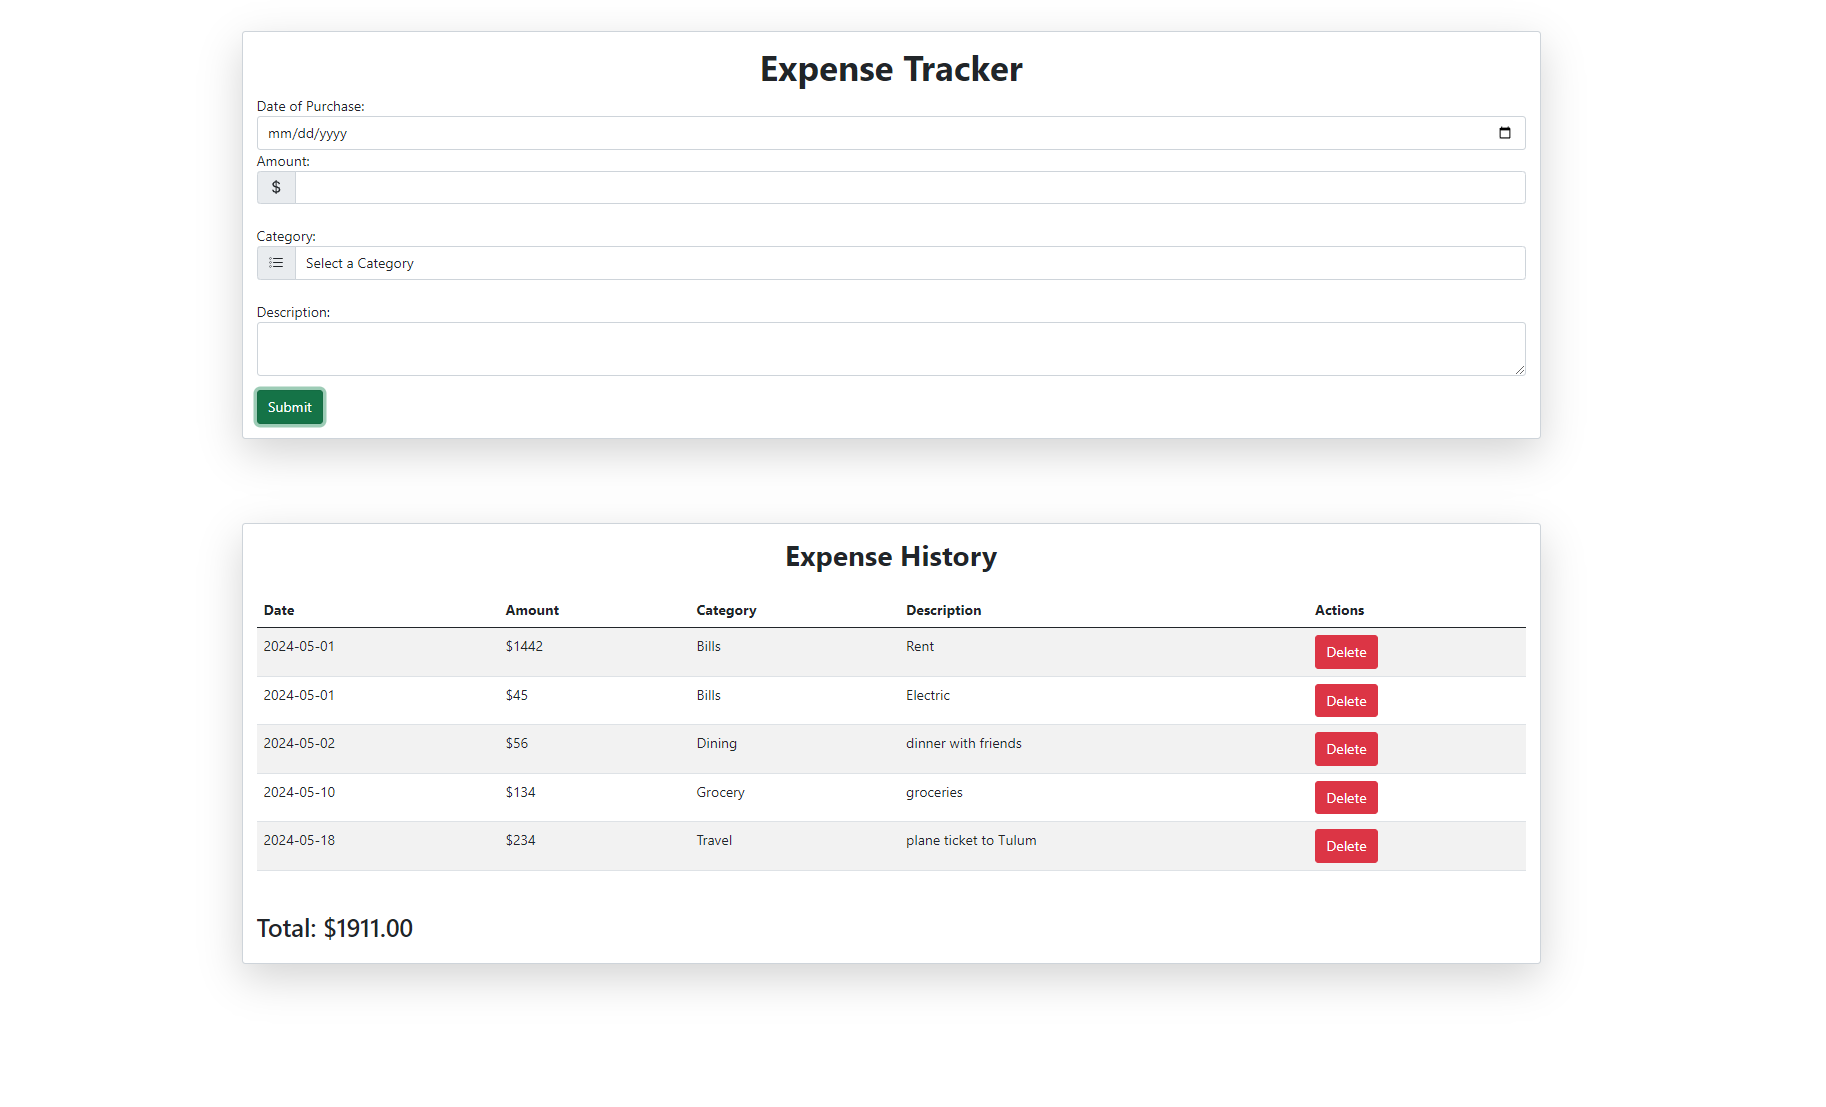 Expense Tracker
Date of Purchase:
mm/dd/yyyy
Amount:
$
Category:
Select a Category
Description:
Submit
Expense History
Date Amount Category Description Actions
2024-05-01 $1442 Bills Rent Delete
2024-05-01 $45 Bills Electric Delete
2024-05-02 $56 Dining dinner with friends Delete
2024-05-10 $134 Grocery groceries Delete
2024-05-18 $234 Travel plane ticket to Tulum Delete
Total: $1911.00